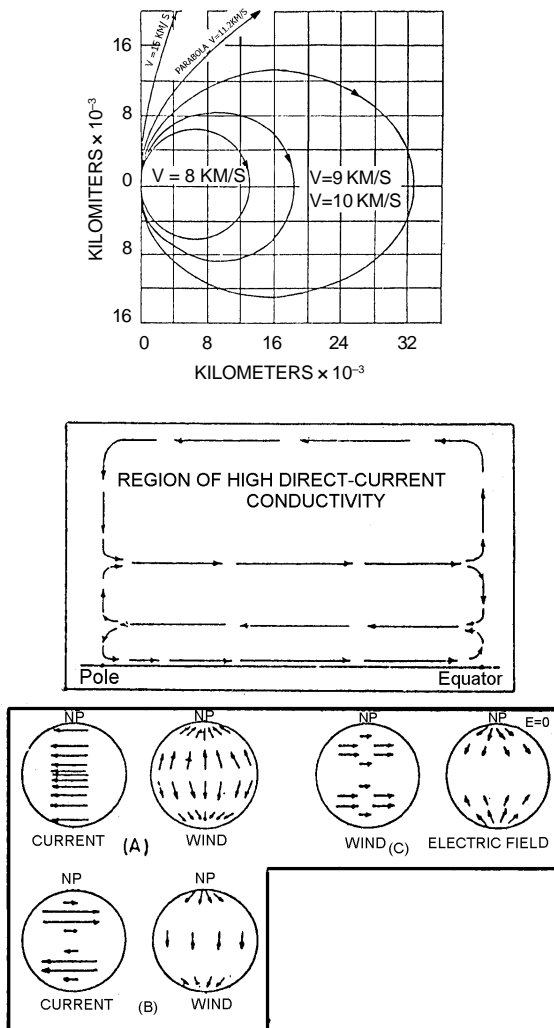 V =15 KM/S
PARABOLA V=11.2KM/S
16
8
0
8
16
KILOMITERS × 10⁻³
V = 8 KM/S
V=9 KM/S
V=10 KM/S
0 8 16 24 32
KILOMETERS × 10⁻³
REGION OF HIGH DIRECT-CURRENT
CONDUCTIVITY
Pole Equator
NP NP NP NP E=0
CURRENT (A) WIND WIND (C) ELECTRIC FIELD
NP NP
CURRENT (B) WIND